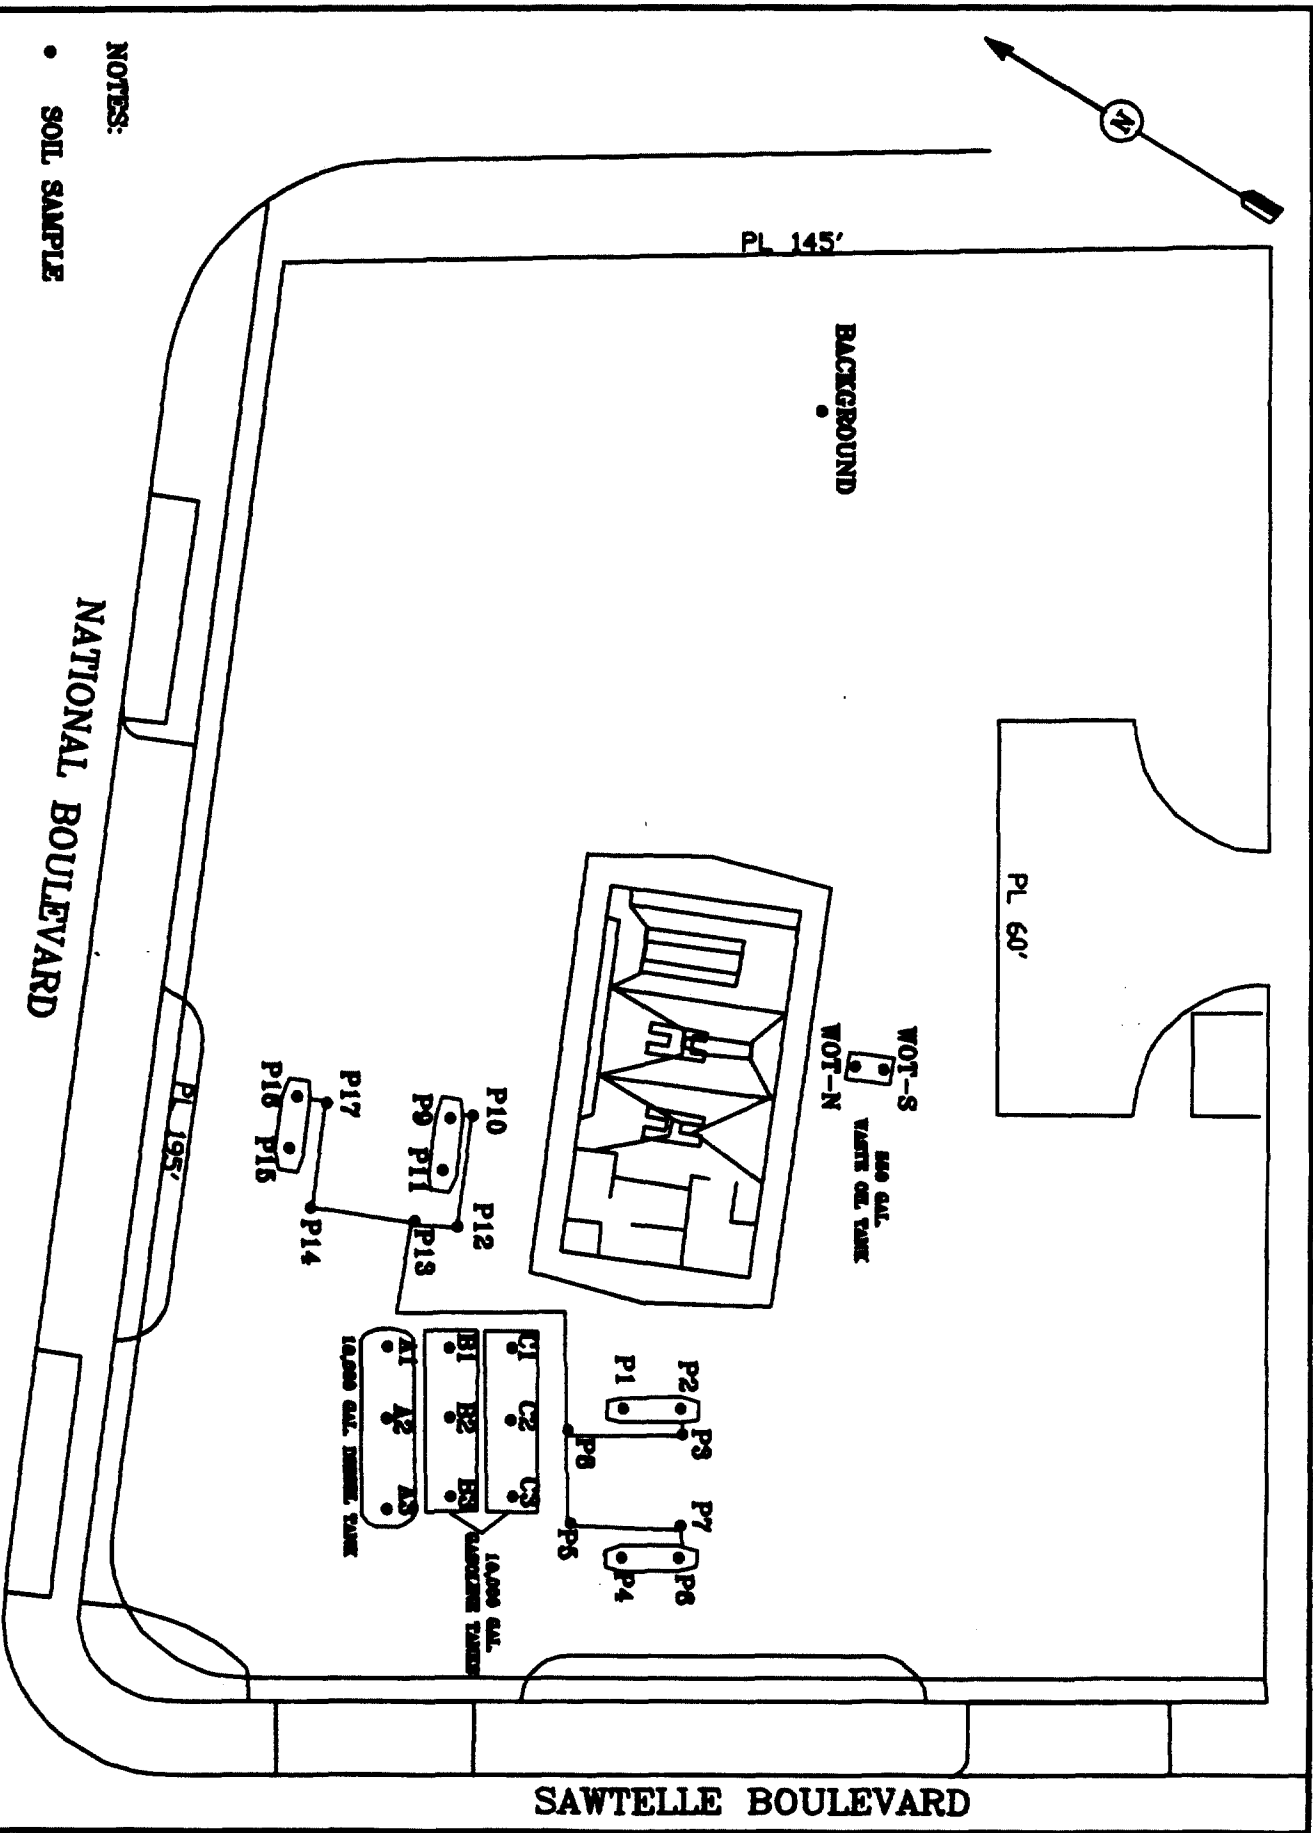 NOTES:
• SOIL SAMPLE
N
PL 145'
BACKGROUND
PL 60'
WOT-S
WOT-N
550 GAL.
WASTE OIL TANK
P10
P9 P11
P12
P13
P17
P16 P15
P14
PL 195'
NATIONAL BOULEVARD
P2
P1
P3
P8
P7
P5
P6
P4
C1 C2 C3
B1 B2 B3
A1 A2 A3
10,000 GAL.
GASOLINE TANKS
10,000 GAL. DIESEL TANK
SAWTELLE BOULEVARD